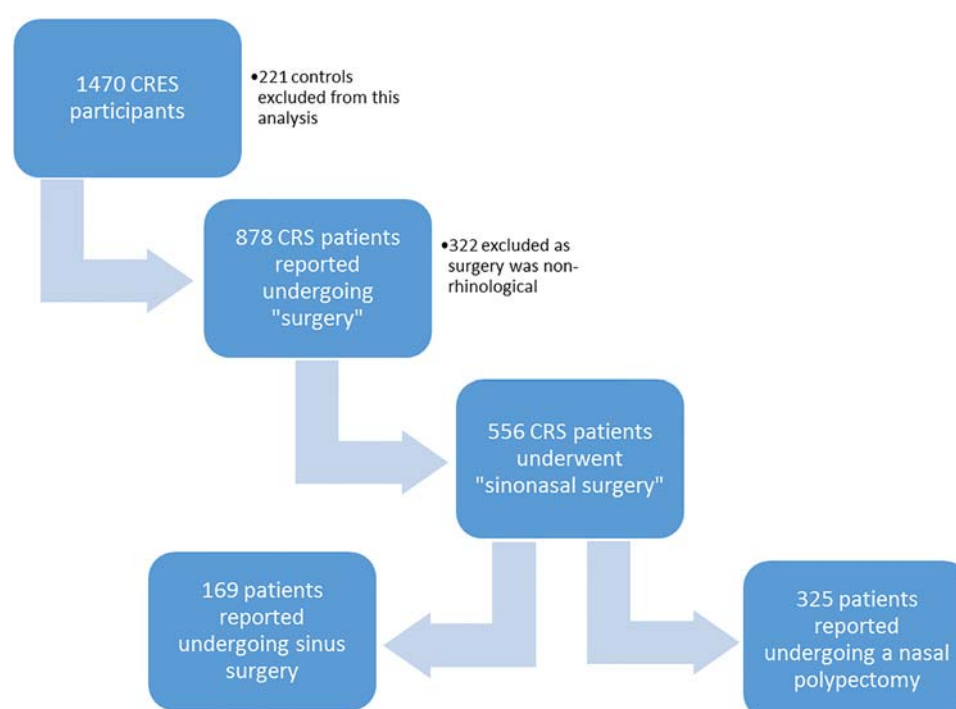 1470 CRES
participants
•221 controls
excluded from this
analysis
878 CRS patients
reported
undergoing
"surgery"
•322 excluded as
surgery was non-
rhinological
556 CRS patients
underwent
"sinonasal surgery"
169 patients
reported
undergoing sinus
surgery
325 patients
reported
undergoing a nasal
polypectomy